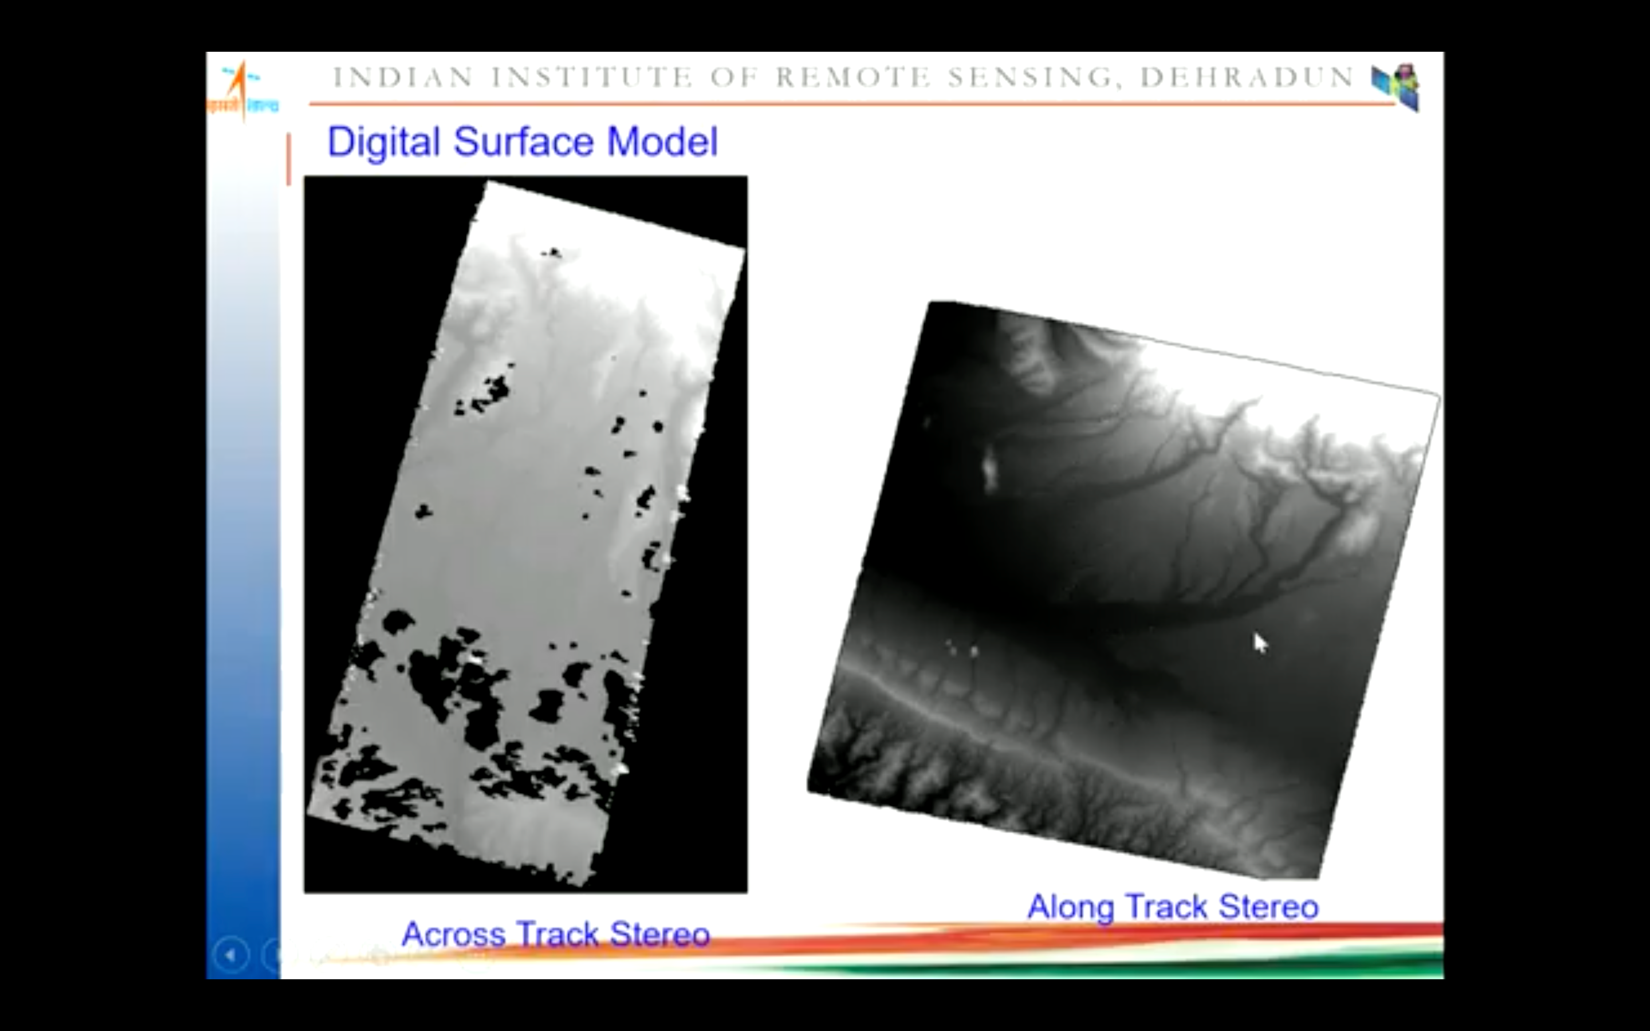 INDIAN INSTITUTE OF REMOTE SENSING, DEHRADUN
Digital Surface Model
Along Track Stereo
Across Track Stereo